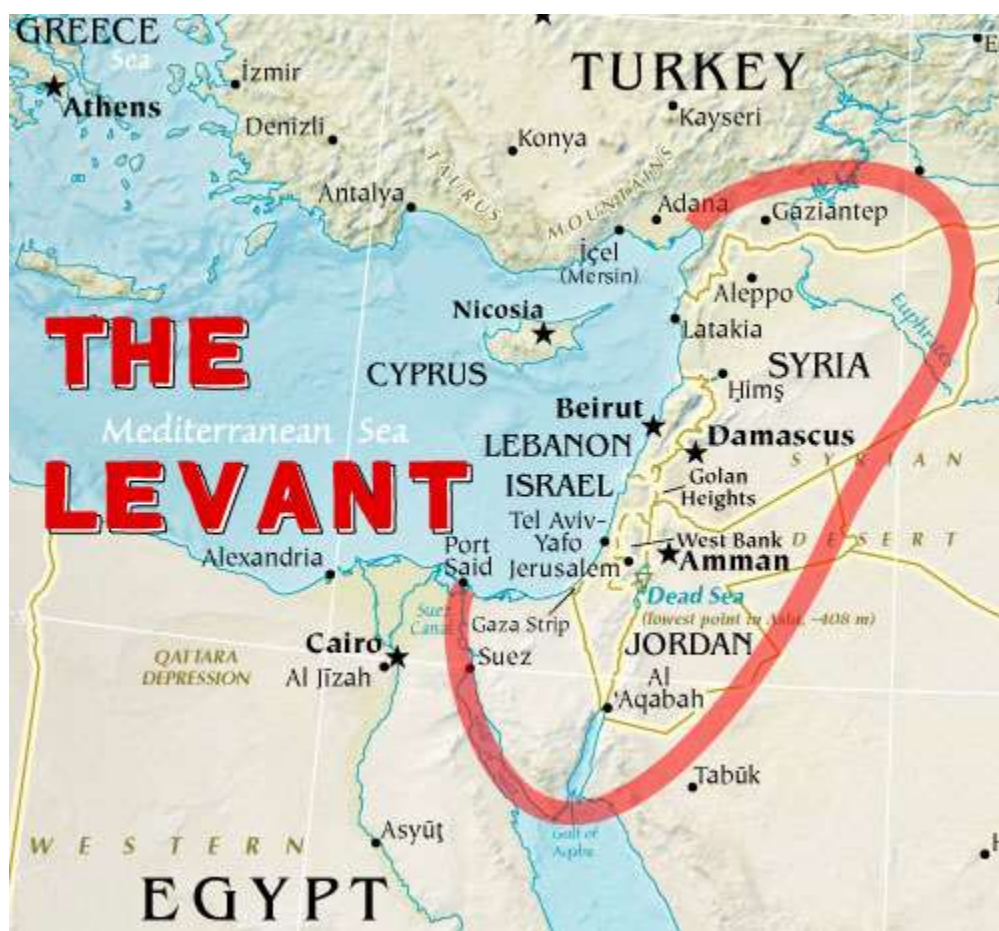 GREECE
Sea
Athens
İzmir
Denizli
Antalya
TURKEY
Kayseri
Konya
TAURUS
MOUNTAINS
Adana
Gaziantep
İçel
(Mersin)
Aleppo
Nicosia
Latakia
Euphrates
THE
CYPRUS
SYRIA
Ḥimş
Beirut
Mediterranean Sea
LEBANON
Damascus
SYRIAN
LEVANT
ISRAEL
Golan
Heights
Tel Aviv-
Yafo
West Bank
DESERT
Alexandria
Port
Said
Jerusalem
Amman
Dead Sea
(lowest point in Asia, -408 m)
Suez
Canal
Gaza Strip
Cairo
JORDAN
QATTARA
DEPRESSION
Al Jīzah
Suez
Al
'Aqabah
Tabūk
Gulf of
Aqaba
WESTERN
Asyūţ
EGYPT